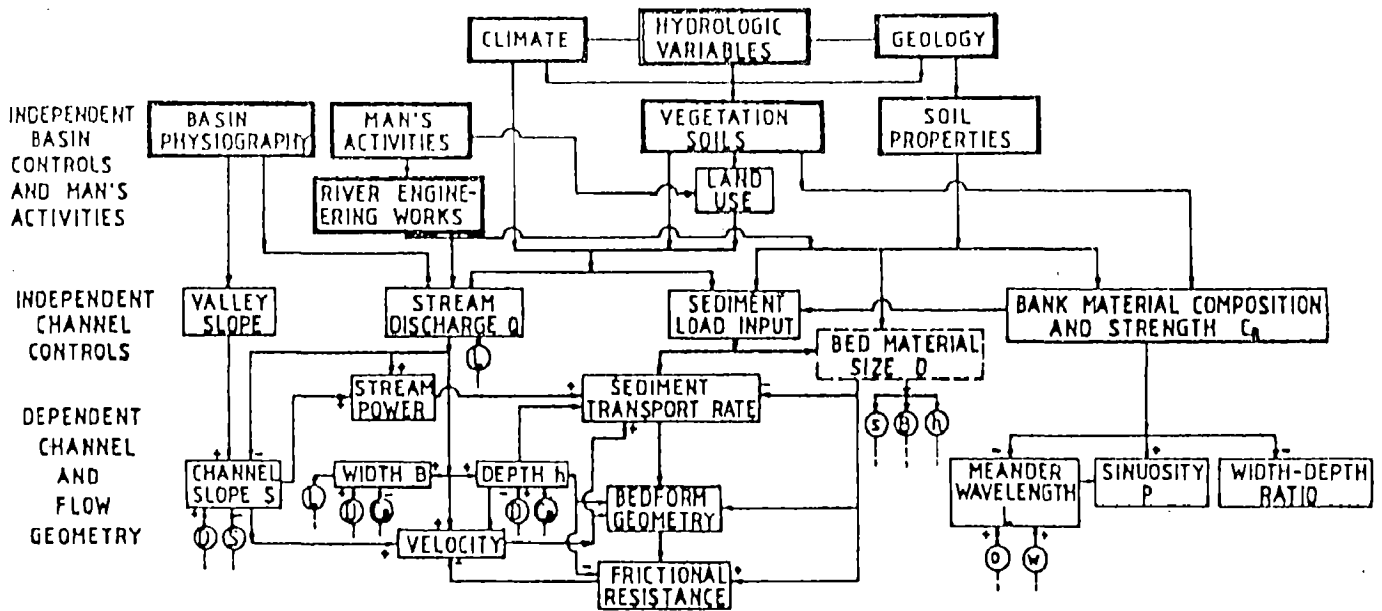 CLIMATE
HYDROLOGIC
VARIABLES
GEOLOGY
INDEPENDENT
BASIN
CONTROLS
AND MAN'S
ACTIVITIES
BASIN
PHYSIOGRAPHY
MAN'S
ACTIVITIES
VEGETATION
SOILS
SOIL
PROPERTIES
RIVER ENGINE-
ERING WORKS
LAND
USE
INDEPENDENT
CHANNEL
CONTROLS
VALLEY
SLOPE
STREAM
DISCHARGE Q
SEDIMENT
LOAD INPUT
BANK MATERIAL COMPOSITION
AND STRENGTH
BED MATERIAL
SIZE D
L
STREAM
POWER
SEDIMENT
TRANSPORT RATE
S B h
DEPENDENT
CHANNEL
AND
FLOW
GEOMETRY
CHANNEL
SLOPE S
WIDTH B
DEPTH h
BEDFORM
GEOMETRY
MEANDER
WAVELENGTH
L
SINUOSITY
P
WIDTH-DEPTH
RATIO
VELOCITY
FRICTIONAL
RESISTANCE